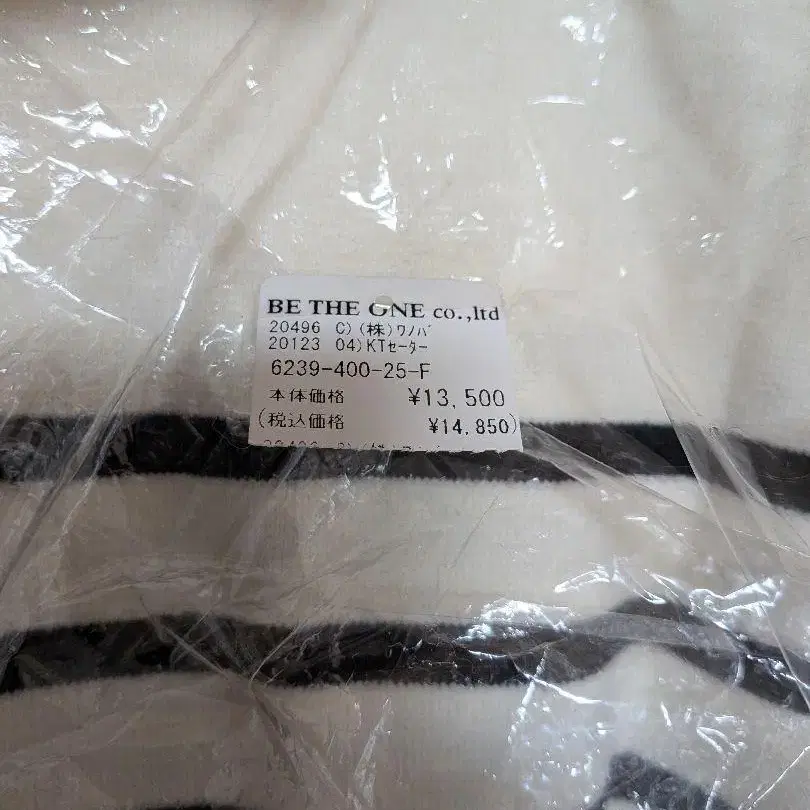 BE THE ONE co.,ltd
20496 C)(株)ワノバ
20123 04)KTセーター
6239-400-25-F
本体価格 ¥13,500
(税込価格 ¥14,850)